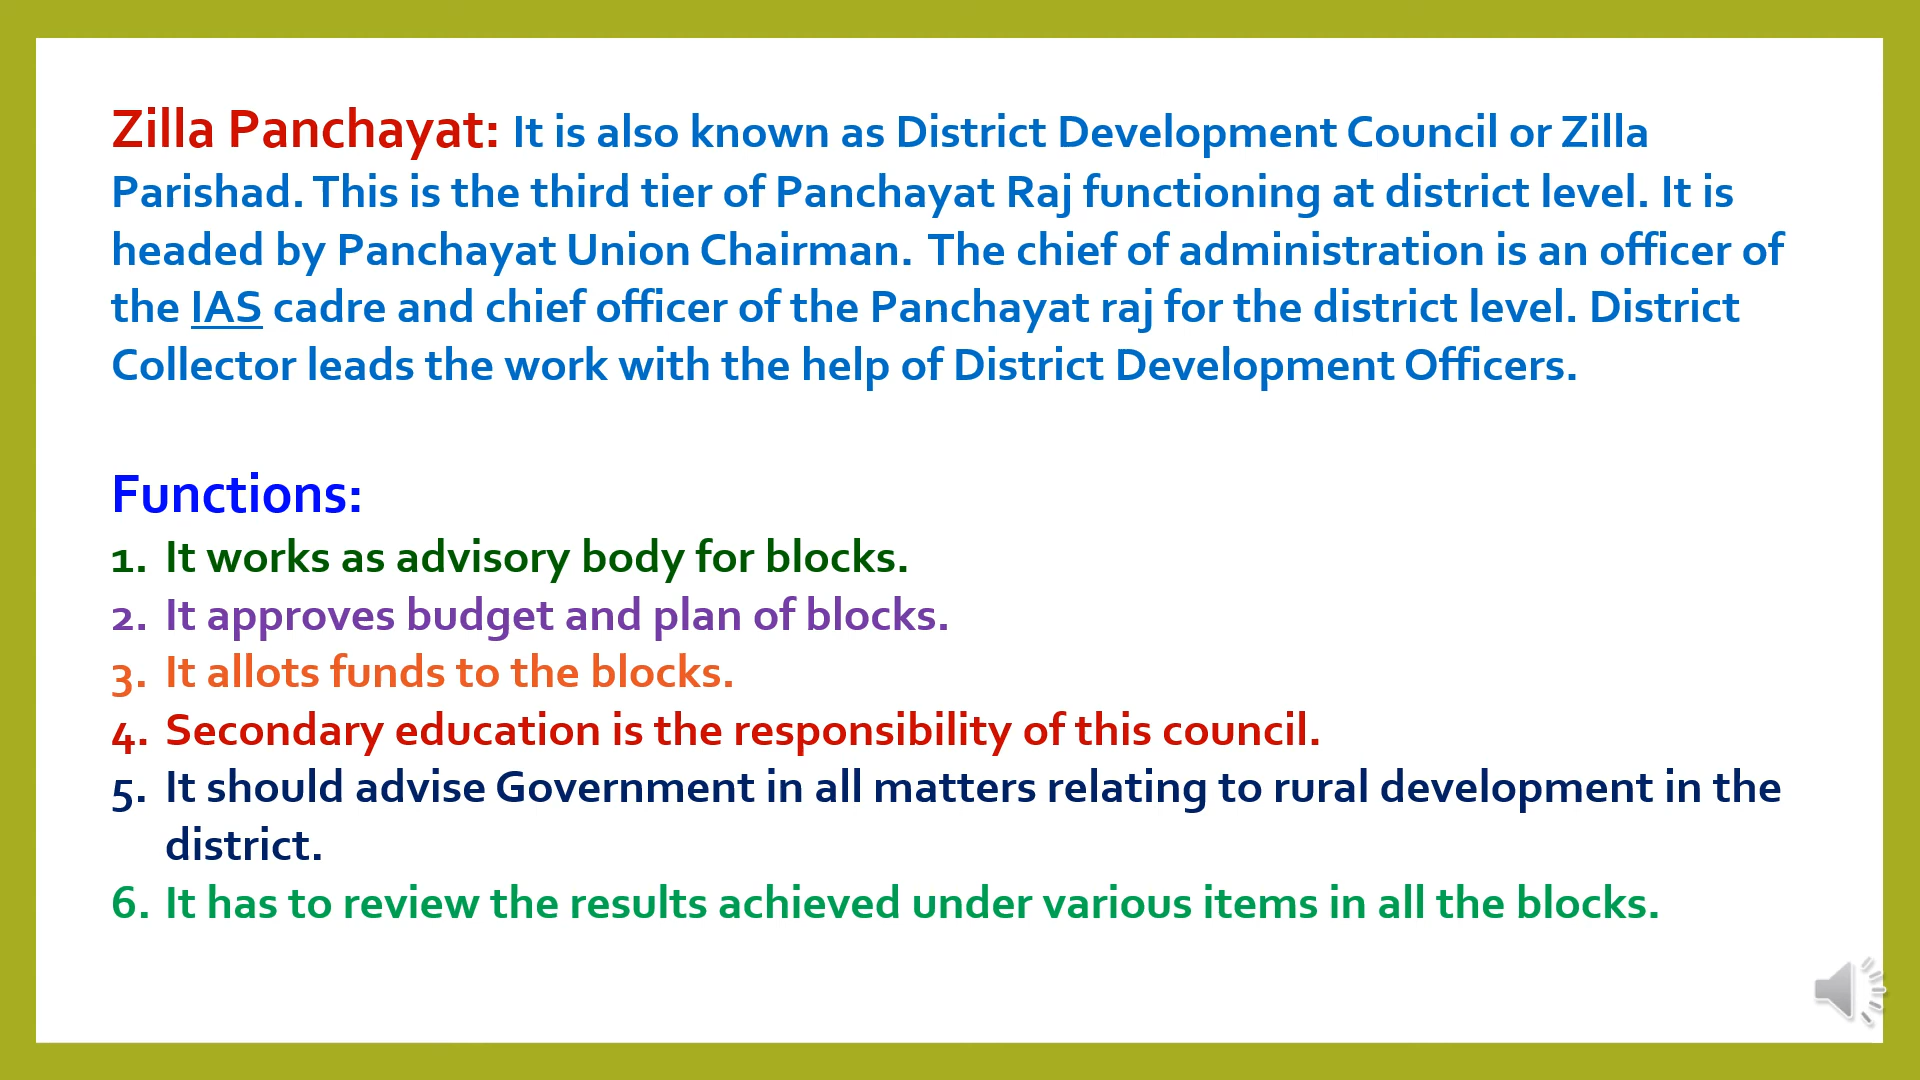 Zilla Panchayat: It is also known as District Development Council or Zilla
Parishad. This is the third tier of Panchayat Raj functioning at district level. It is
headed by Panchayat Union Chairman.  The chief of administration is an officer of
the IAS cadre and chief officer of the Panchayat raj for the district level. District
Collector leads the work with the help of District Development Officers.
Functions:
1. It works as advisory body for blocks.
2. It approves budget and plan of blocks.
3. It allots funds to the blocks.
4. Secondary education is the responsibility of this council.
5. It should advise Government in all matters relating to rural development in the
district.
6. It has to review the results achieved under various items in all the blocks.